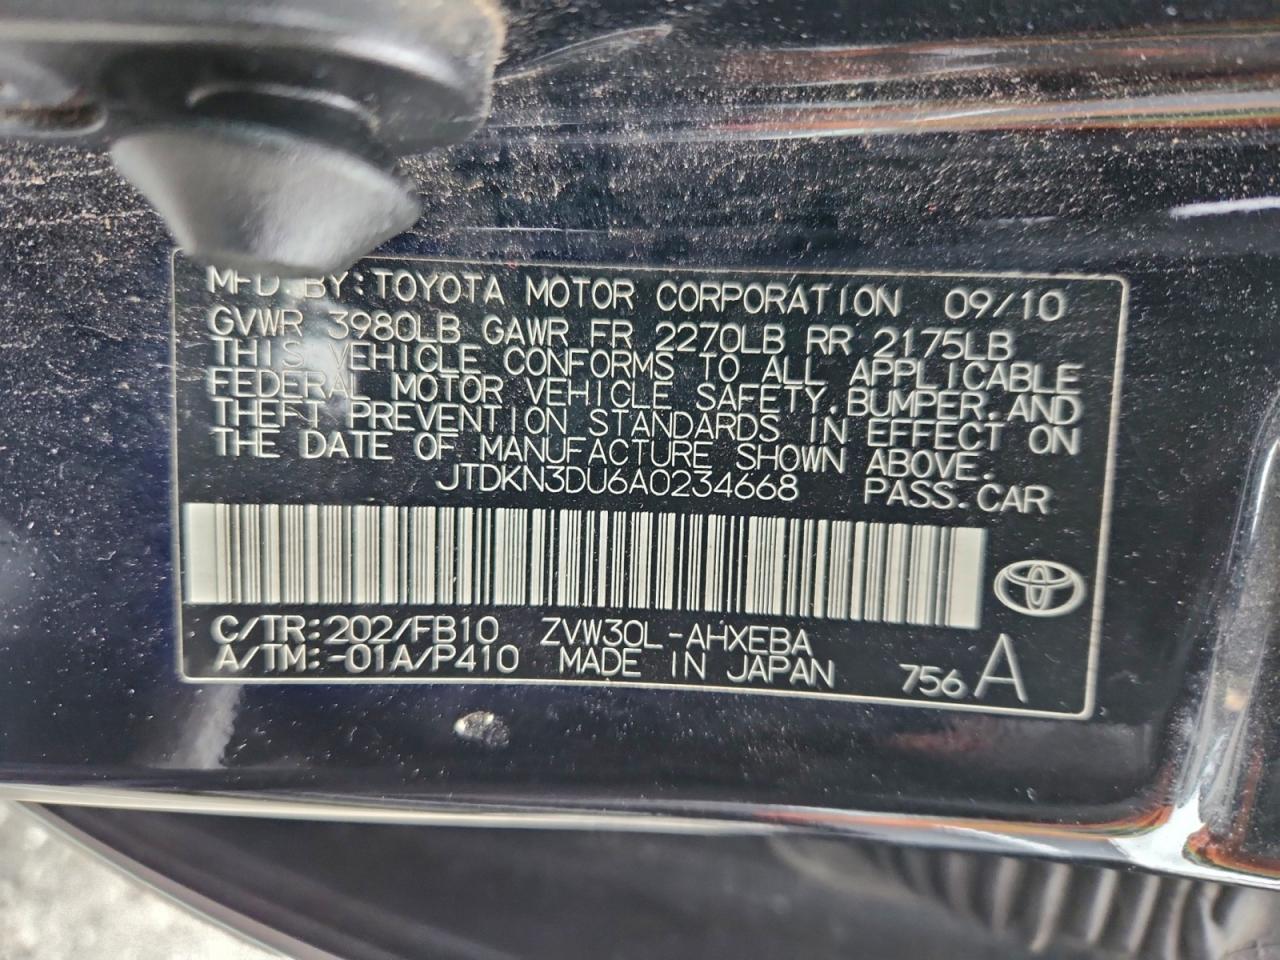 MFD. BY: TOYOTA MOTOR CORPORATION 09/10
GVWR 3980LB GAWR FR 2270LB RR 2175LB
THIS VEHICLE CONFORMS TO ALL APPLICABLE
FEDERAL MOTOR VEHICLE SAFETY, BUMPER, AND
THEFT PREVENTION STANDARDS IN EFFECT ON
THE DATE OF MANUFACTURE SHOWN ABOVE.
JTDKN3DU6A0234668 PASS. CAR
C/TR:202/FB10 ZVW30L-AHXEBA
A/TM:-01A/P410 MADE IN JAPAN 756 A